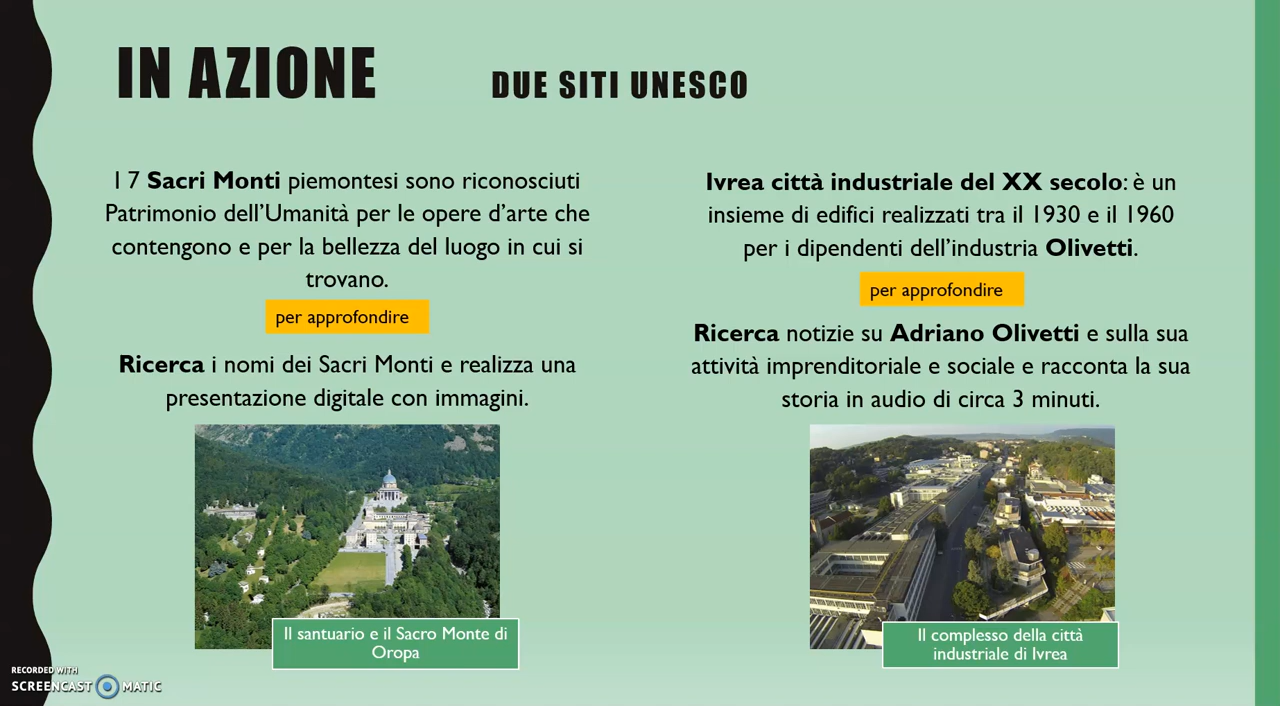 IN AZIONE
DUE SITI UNESCO
I 7 Sacri Monti piemontesi sono riconosciuti
Patrimonio dell’Umanità per le opere d’arte che
contengono e per la bellezza del luogo in cui si
trovano.
per approfondire
Ricerca i nomi dei Sacri Monti e realizza una
presentazione digitale con immagini.
Il santuario e il Sacro Monte di
Oropa
Ivrea città industriale del XX secolo: è un
insieme di edifici realizzati tra il 1930 e il 1960
per i dipendenti dell’industria Olivetti.
per approfondire
Ricerca notizie su Adriano Olivetti e sulla sua
attività imprenditoriale e sociale e racconta la sua
storia in audio di circa 3 minuti.
Il complesso della città
industriale di Ivrea
RECORDED WITH
SCREENCAST MATIC